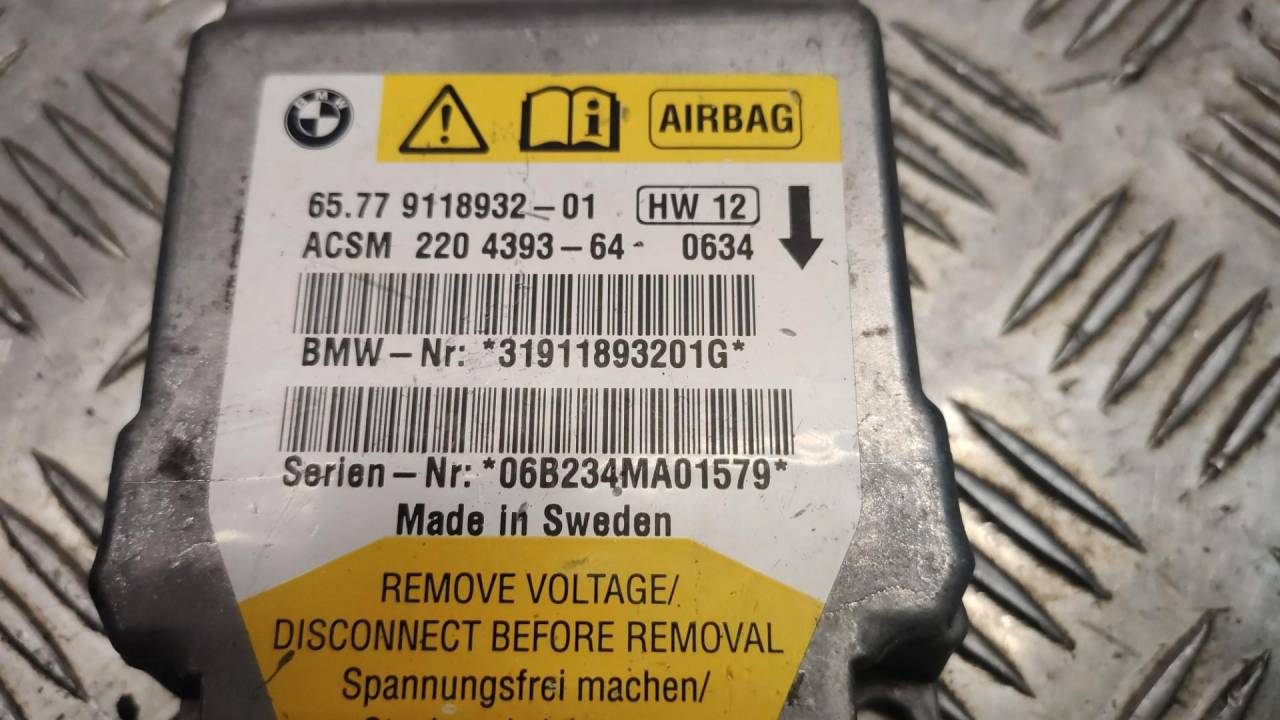 BMW
AIRBAG
65.77 9118932-01 HW 12
ACSM 220 4393-64- 0634
BMW-Nr: *31911893201G*
Serien-Nr: *06B234MA01579*
Made in Sweden
REMOVE VOLTAGE/
DISCONNECT BEFORE REMOVAL
Spannungsfrei machen/